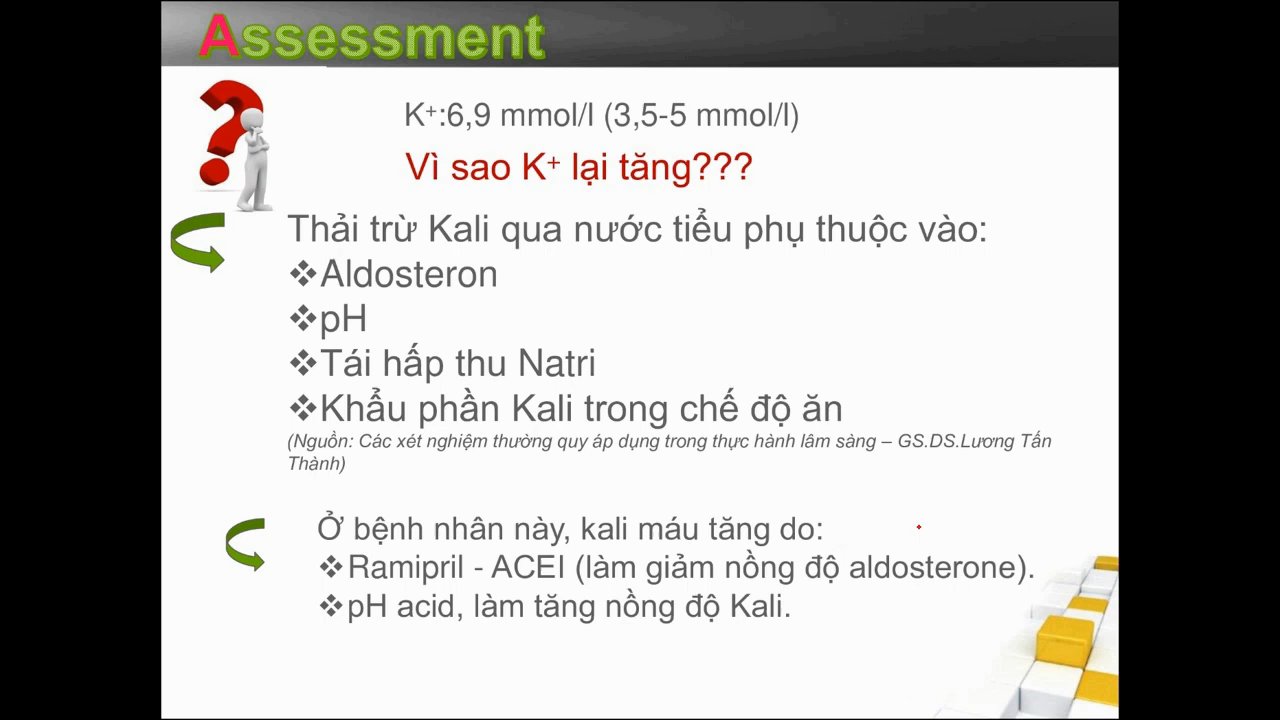 Assessment
K⁺:6,9 mmol/l (3,5-5 mmol/l)
Vì sao K⁺ lại tăng???
Thải trừ Kali qua nước tiểu phụ thuộc vào:
❖Aldosteron
❖pH
❖Tái hấp thu Natri
❖Khẩu phần Kali trong chế độ ăn
(Nguồn: Các xét nghiệm thường quy áp dụng trong thực hành lâm sàng – GS.DS.Lương Tấn
Thành)
Ở bệnh nhân này, kali máu tăng do:
❖Ramipril - ACEI (làm giảm nồng độ aldosterone).
❖pH acid, làm tăng nồng độ Kali.